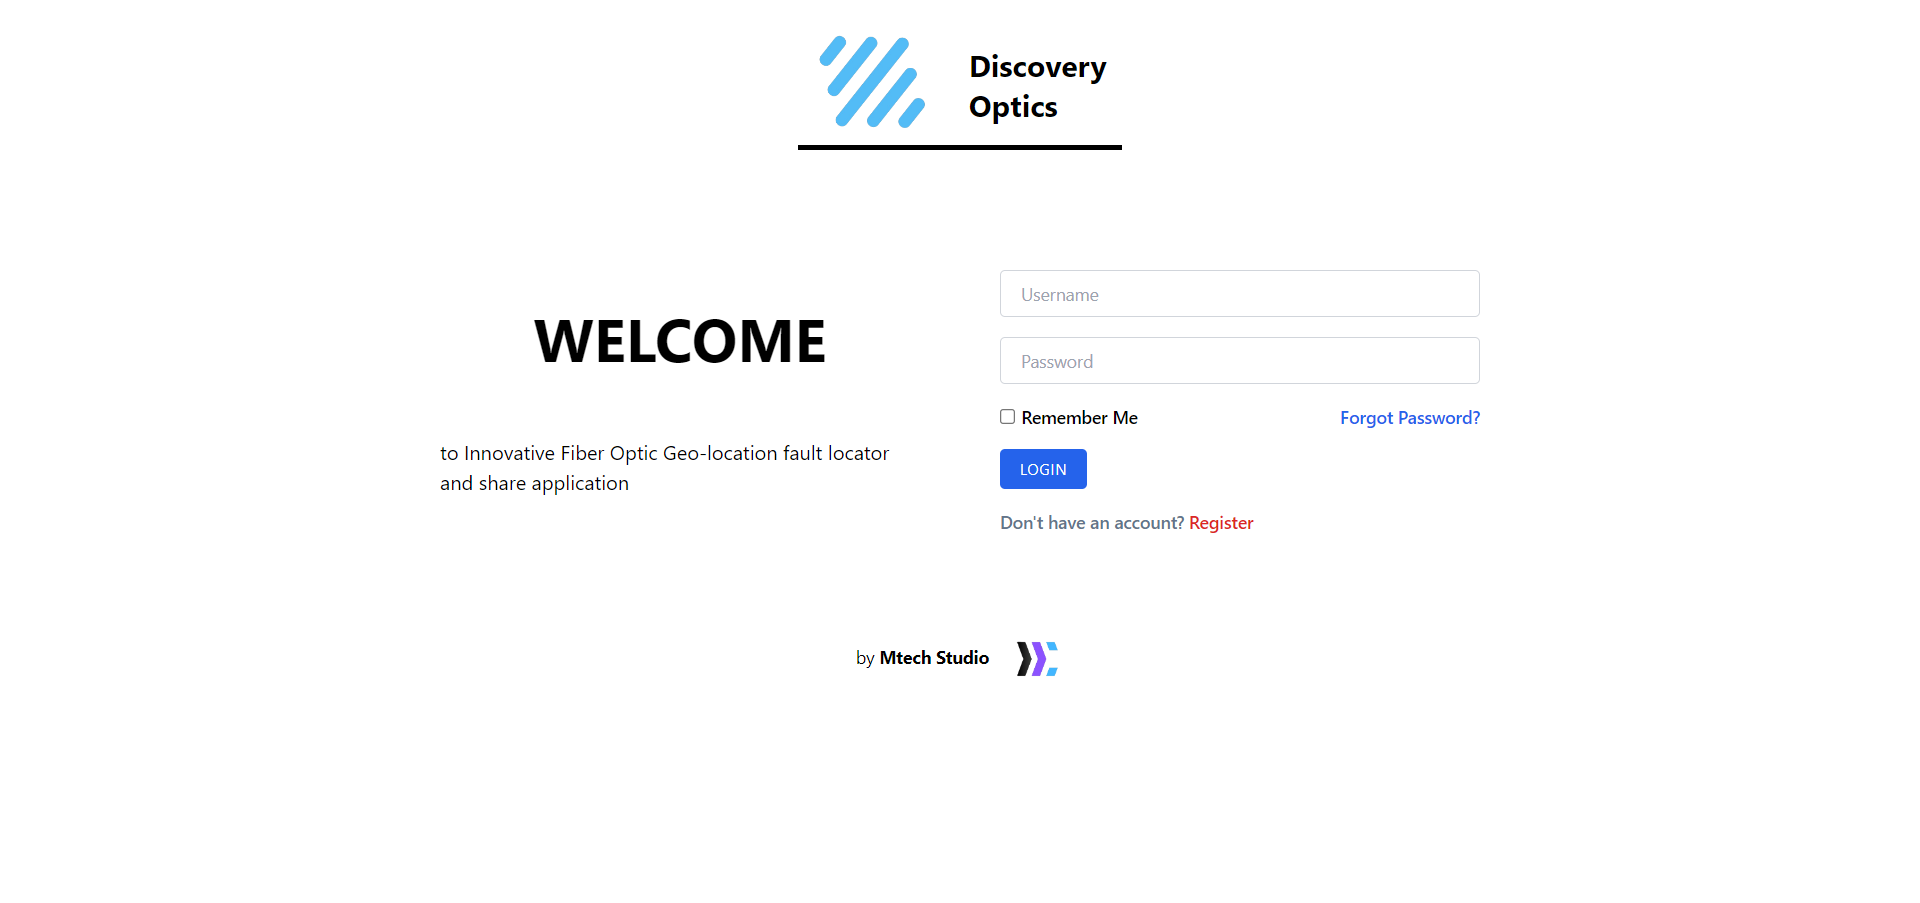 Discovery
Optics
WELCOME
to Innovative Fiber Optic Geo-location fault locator
and share application
Username
Password
Remember Me
Forgot Password?
LOGIN
Don't have an account? Register
by Mtech Studio